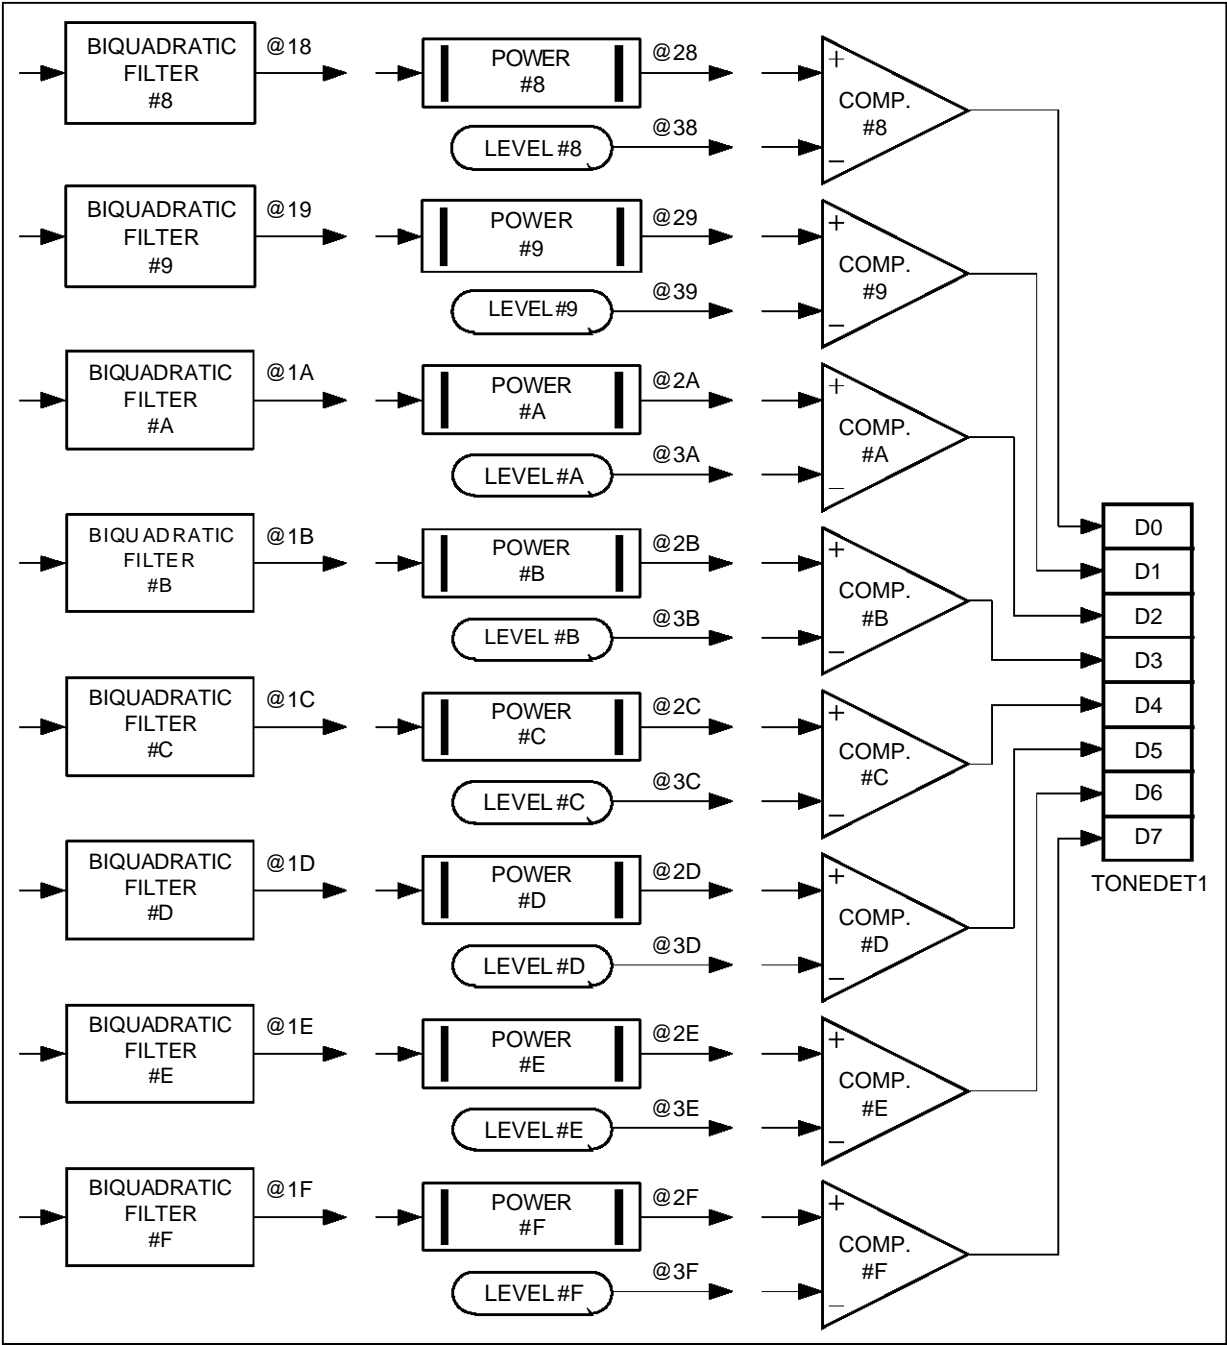 BIQUADRATIC
FILTER
#8
@18
POWER
#8
@28
LEVEL #8
@38
+
−
COMP.
#8
BIQUADRATIC
FILTER
#9
@19
POWER
#9
@29
LEVEL #9
@39
+
−
COMP.
#9
BIQUADRATIC
FILTER
#A
@1A
POWER
#A
@2A
LEVEL #A
@3A
+
−
COMP.
#A
BIQUADRATIC
FILTER
#B
@1B
POWER
#B
@2B
LEVEL #B
@3B
+
−
COMP.
#B
BIQUADRATIC
FILTER
#C
@1C
POWER
#C
@2C
LEVEL #C
@3C
+
−
COMP.
#C
BIQUADRATIC
FILTER
#D
@1D
POWER
#D
@2D
LEVEL #D
@3D
+
−
COMP.
#D
BIQUADRATIC
FILTER
#E
@1E
POWER
#E
@2E
LEVEL #E
@3E
+
−
COMP.
#E
BIQUADRATIC
FILTER
#F
@1F
POWER
#F
@2F
LEVEL #F
@3F
+
−
COMP.
#F
D0
D1
D2
D3
D4
D5
D6
D7
TONEDET1